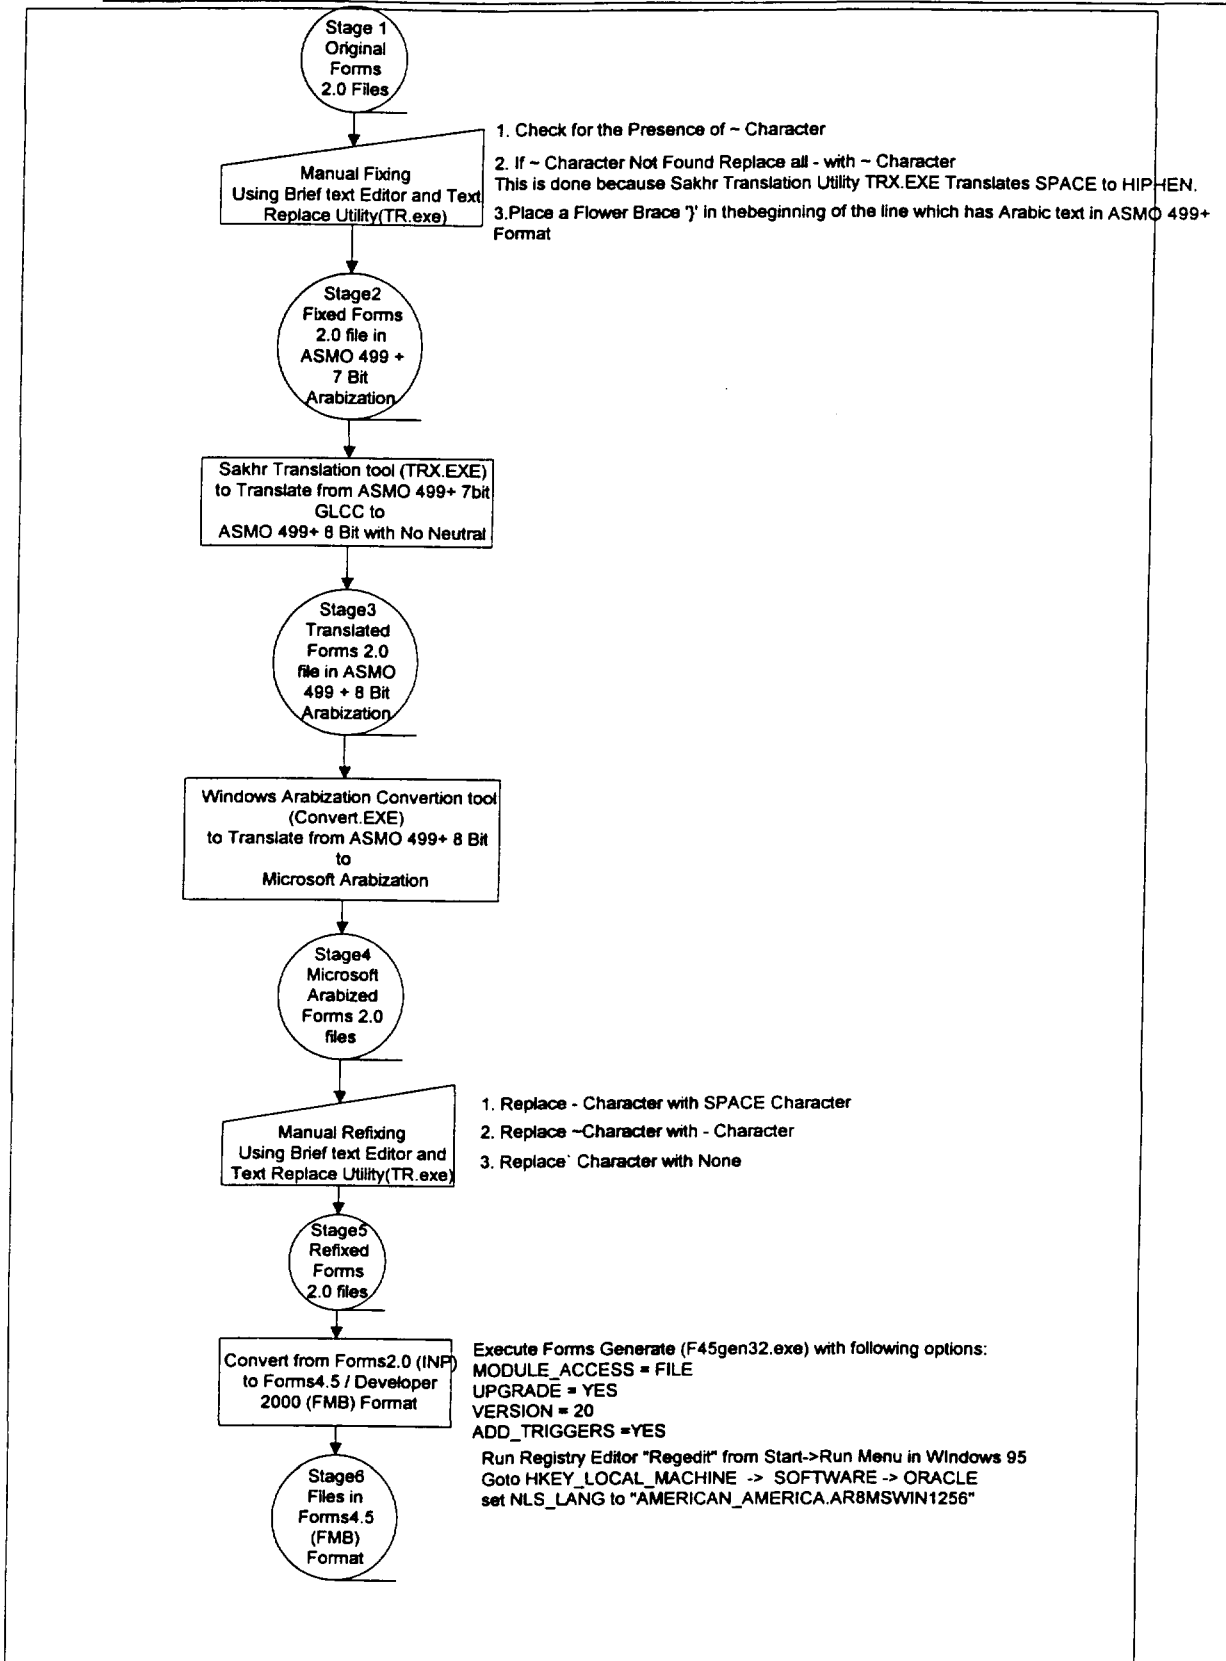 Stage 1
Original
Forms
2.0 Files
Manual Fixing
Using Brief text Editor and Text
Replace Utility(TR.exe)
1. Check for the Presence of ~ Character
2. If ~ Character Not Found Replace all - with ~ Character
This is done because Sakhr Translation Utility TRX.EXE Translates SPACE to HIPHEN.
3.Place a Flower Brace '}' in thebeginning of the line which has Arabic text in ASMO 499+
Format
Stage2
Fixed Forms
2.0 file in
ASMO 499 +
7 Bit
Arabization
Sakhr Translation tool (TRX.EXE)
to Translate from ASMO 499+ 7bit
GLCC to
ASMO 499+ 8 Bit with No Neutral
Stage3
Translated
Forms 2.0
file in ASMO
499 + 8 Bit
Arabization
Windows Arabization Convertion tool
(Convert.EXE)
to Translate from ASMO 499+ 8 Bit
to
Microsoft Arabization
Stage4
Microsoft
Arabized
Forms 2.0
files
Manual Refixing
Using Brief text Editor and
Text Replace Utility(TR.exe)
1. Replace - Character with SPACE Character
2. Replace ~Character with - Character
3. Replace` Character with None
Stage5
Refixed
Forms
2.0 files
Convert from Forms2.0 (INP)
to Forms4.5 / Developer
2000 (FMB) Format
Execute Forms Generate (F45gen32.exe) with following options:
MODULE_ACCESS = FILE
UPGRADE = YES
VERSION = 20
ADD_TRIGGERS =YES
Run Registry Editor "Regedit" from Start->Run Menu in WIndows 95
Goto HKEY_LOCAL_MACHINE -> SOFTWARE -> ORACLE
set NLS_LANG to "AMERICAN_AMERICA.AR8MSWIN1256"
Stage6
Files in
Forms4.5
(FMB)
Format